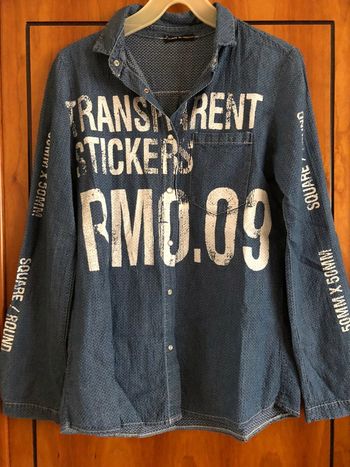 TRANSPARENT
STICKERS
RM0.09
50MM X 50MM
SQUARE / ROUND
SQUARE / ROUND
50MM X 50MM